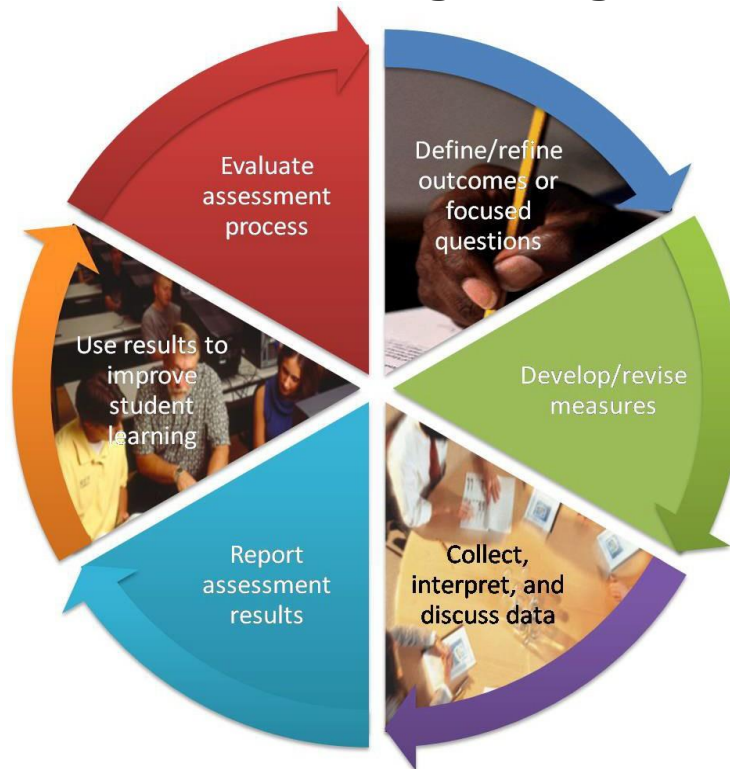 Define/refine
outcomes or
focused
questions
Develop/revise
measures
Collect,
interpret, and
discuss data
Report
assessment
results
Use results to
improve
student
learning
Evaluate
assessment
process